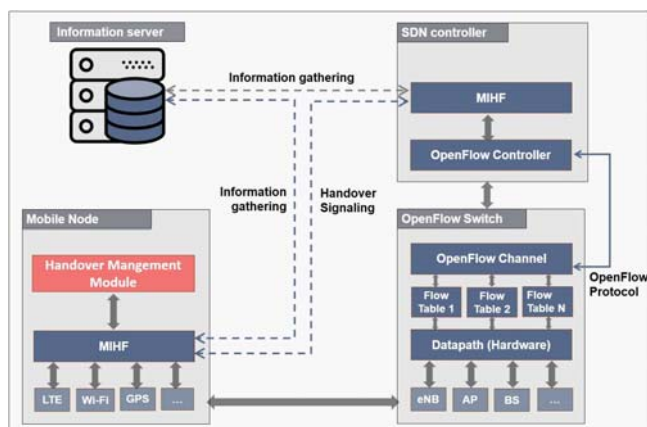 Information server
SDN controller
Information gathering
MIHF
OpenFlow Controller
Information
gathering
Handover
Signaling
Mobile Node
OpenFlow Switch
Handover Mangement
Module
OpenFlow Channel
OpenFlow
Protocol
Flow
Table 1
Flow
Table 2
Flow
Table N
MIHF
Datapath (Hardware)
LTE
Wi-Fi
GPS
...
eNB
AP
BS
...